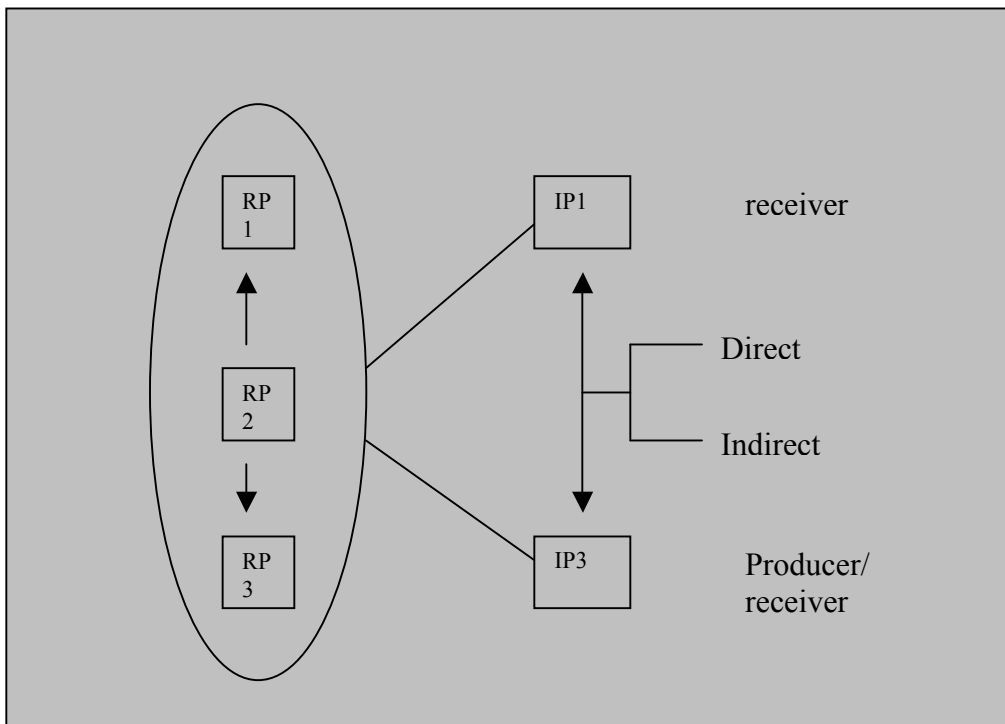 RP
1
IP1
receiver
Direct
RP
2
Indirect
RP
3
IP3
Producer/
receiver